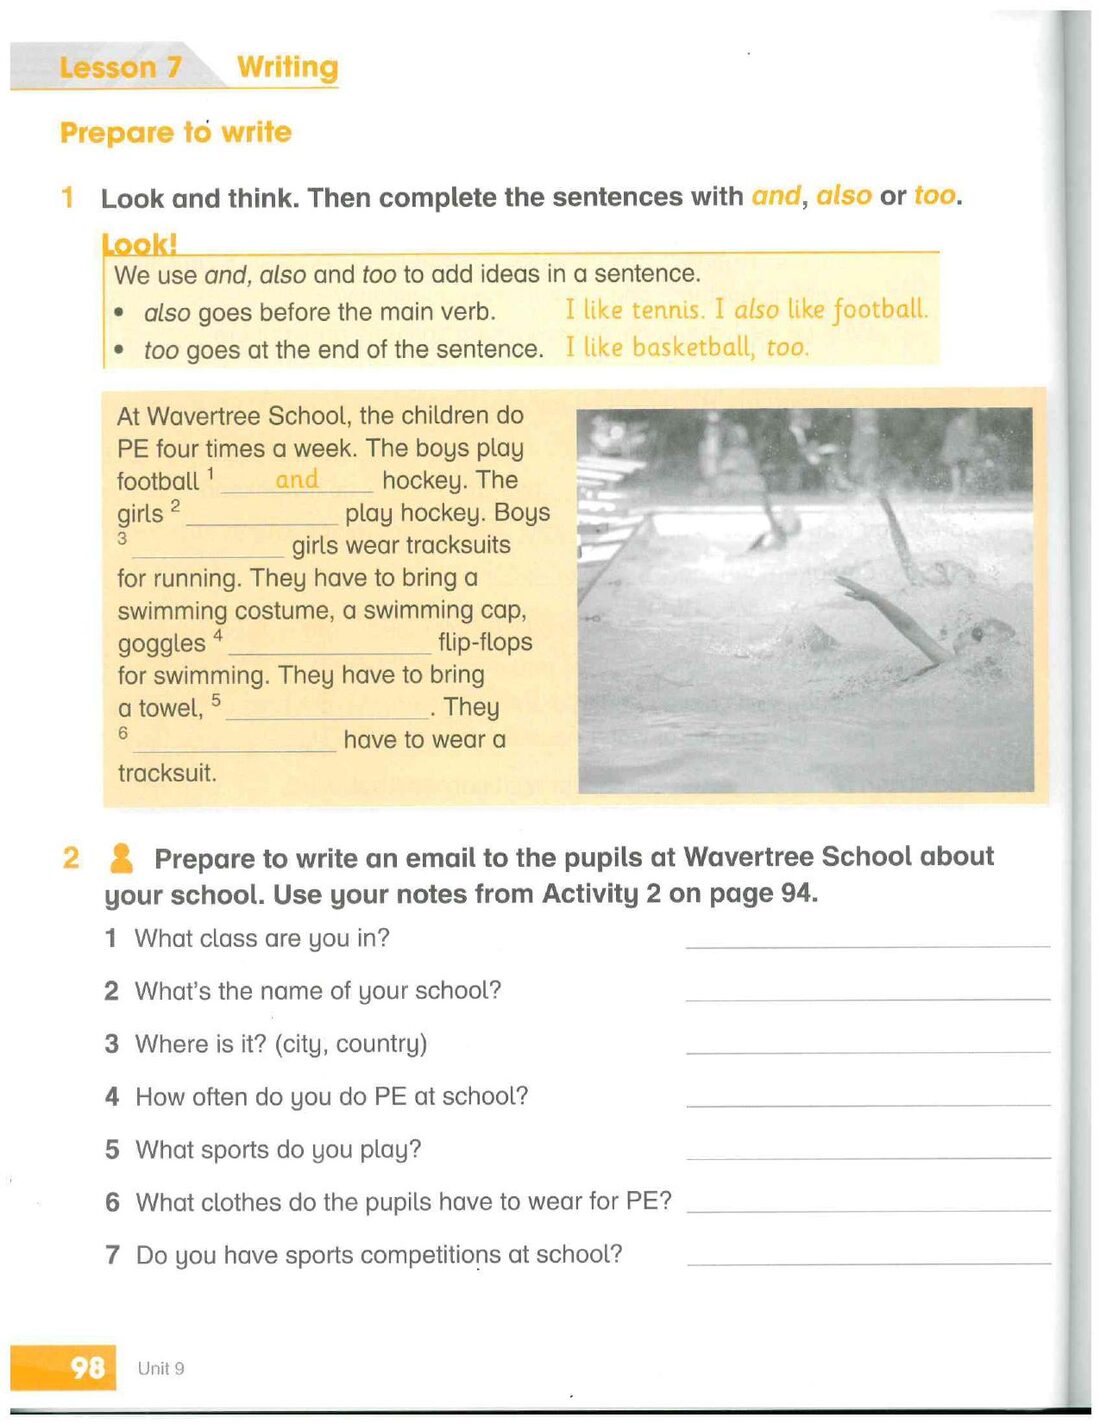 Lesson 7 Writing
Prepare to write
1 Look and think. Then complete the sentences with and, also or too.
Look!
We use and, also and too to add ideas in a sentence.
• also goes before the main verb. I like tennis. I also like football.
• too goes at the end of the sentence. I like basketball, too.
At Wavertree School, the children do
PE four times a week. The boys play
football 1 and hockey. The
girls 2 ____________ play hockey. Boys
3 ____________ girls wear tracksuits
for running. They have to bring a
swimming costume, a swimming cap,
goggles 4 ________________ flip-flops
for swimming. They have to bring
a towel, 5 ________________. They
6 ________________ have to wear a
tracksuit.
2 Prepare to write an email to the pupils at Wavertree School about
your school. Use your notes from Activity 2 on page 94.
1 What class are you in?
2 What's the name of your school?
3 Where is it? (city, country)
4 How often do you do PE at school?
5 What sports do you play?
6 What clothes do the pupils have to wear for PE?
7 Do you have sports competitions at school?
98 Unit 9